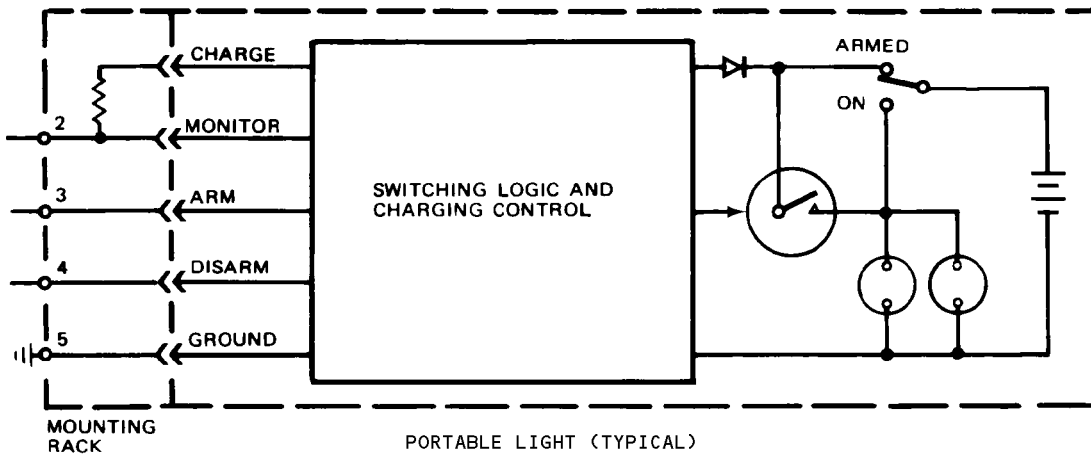 CHARGE
ARMED
2
MONITOR
ON
3
ARM
SWITCHING LOGIC AND
CHARGING CONTROL
4
DISARM
5
GROUND
MOUNTING
RACK
PORTABLE LIGHT (TYPICAL)